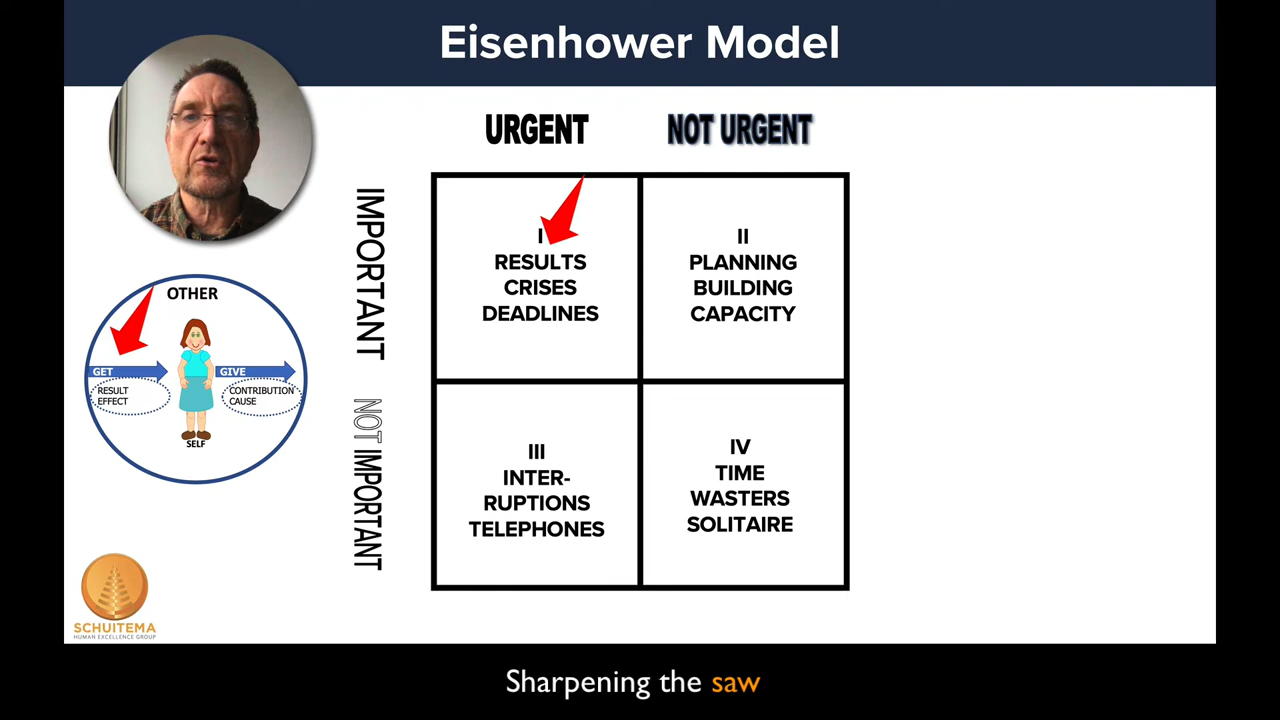 Eisenhower Model
URGENT
NOT URGENT
IMPORTANT
I
RESULTS
CRISES
DEADLINES
II
PLANNING
BUILDING
CAPACITY
NOT IMPORTANT
III
INTER-
RUPTIONS
TELEPHONES
IV
TIME
WASTERS
SOLITAIRE
OTHER
GET
GIVE
RESULT
EFFECT
CONTRIBUTION
CAUSE
SELF
SCHUITEMA
HUMAN EXCELLENCE GROUP
Sharpening the saw